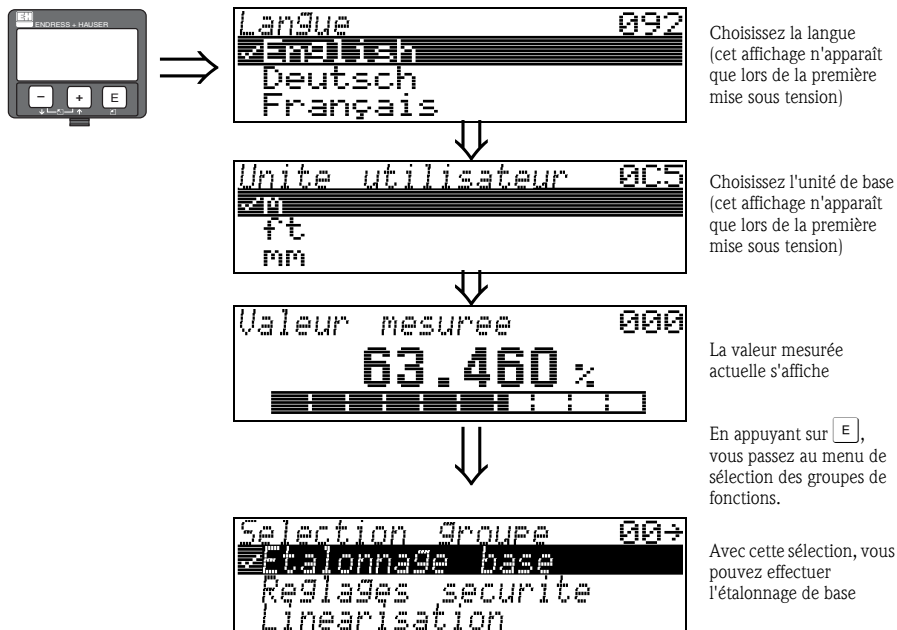 E+H
ENDRESS + HAUSER
-
+
E
Langue 092
✓English
Deutsch
Français
Choisissez la langue
(cet affichage n'apparaît
que lors de la première
mise sous tension)
Unite utilisateur 0C5
✓m
ft
mm
Choisissez l'unité de base
(cet affichage n'apparaît
que lors de la première
mise sous tension)
Valeur mesuree 000
63.460 %
La valeur mesurée
actuelle s'affiche
En appuyant sur E,
vous passez au menu de
sélection des groupes de
fonctions.
Selection groupe 00→
✓Etalonnage base
Reglages securite
Linearisation
Avec cette sélection, vous
pouvez effectuer
l'étalonnage de base